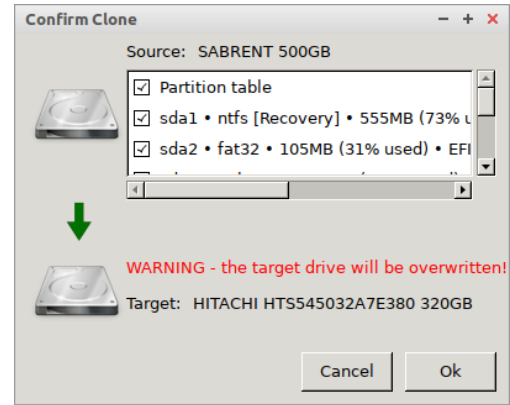 Confirm Clone
Source: SABRENT 500GB
Partition table
sda1 • ntfs [Recovery] • 555MB (73%
sda2 • fat32 • 105MB (31% used) • EFI
WARNING - the target drive will be overwritten!
Target: HITACHI HTS545032A7E380 320GB
Cancel Ok